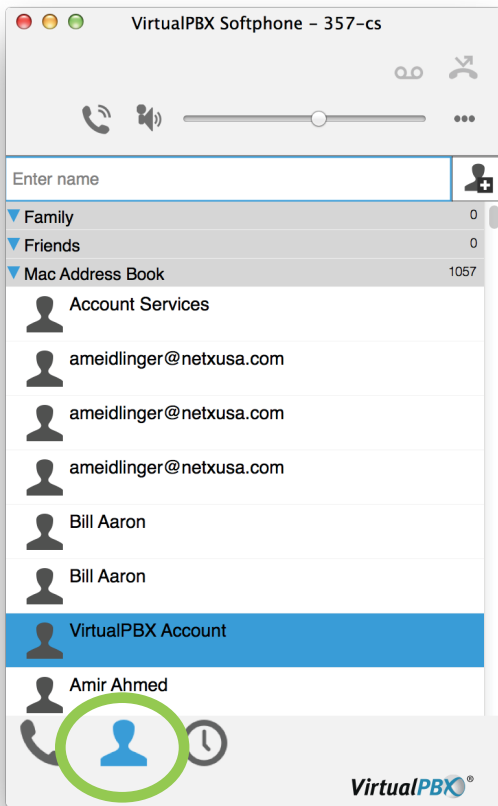 VirtualPBX Softphone – 357-cs
Enter name
Family 0
Friends 0
Mac Address Book 1057
Account Services
ameidlinger@netxusa.com
ameidlinger@netxusa.com
ameidlinger@netxusa.com
Bill Aaron
Bill Aaron
VirtualPBX Account
Amir Ahmed
VirtualPBX®